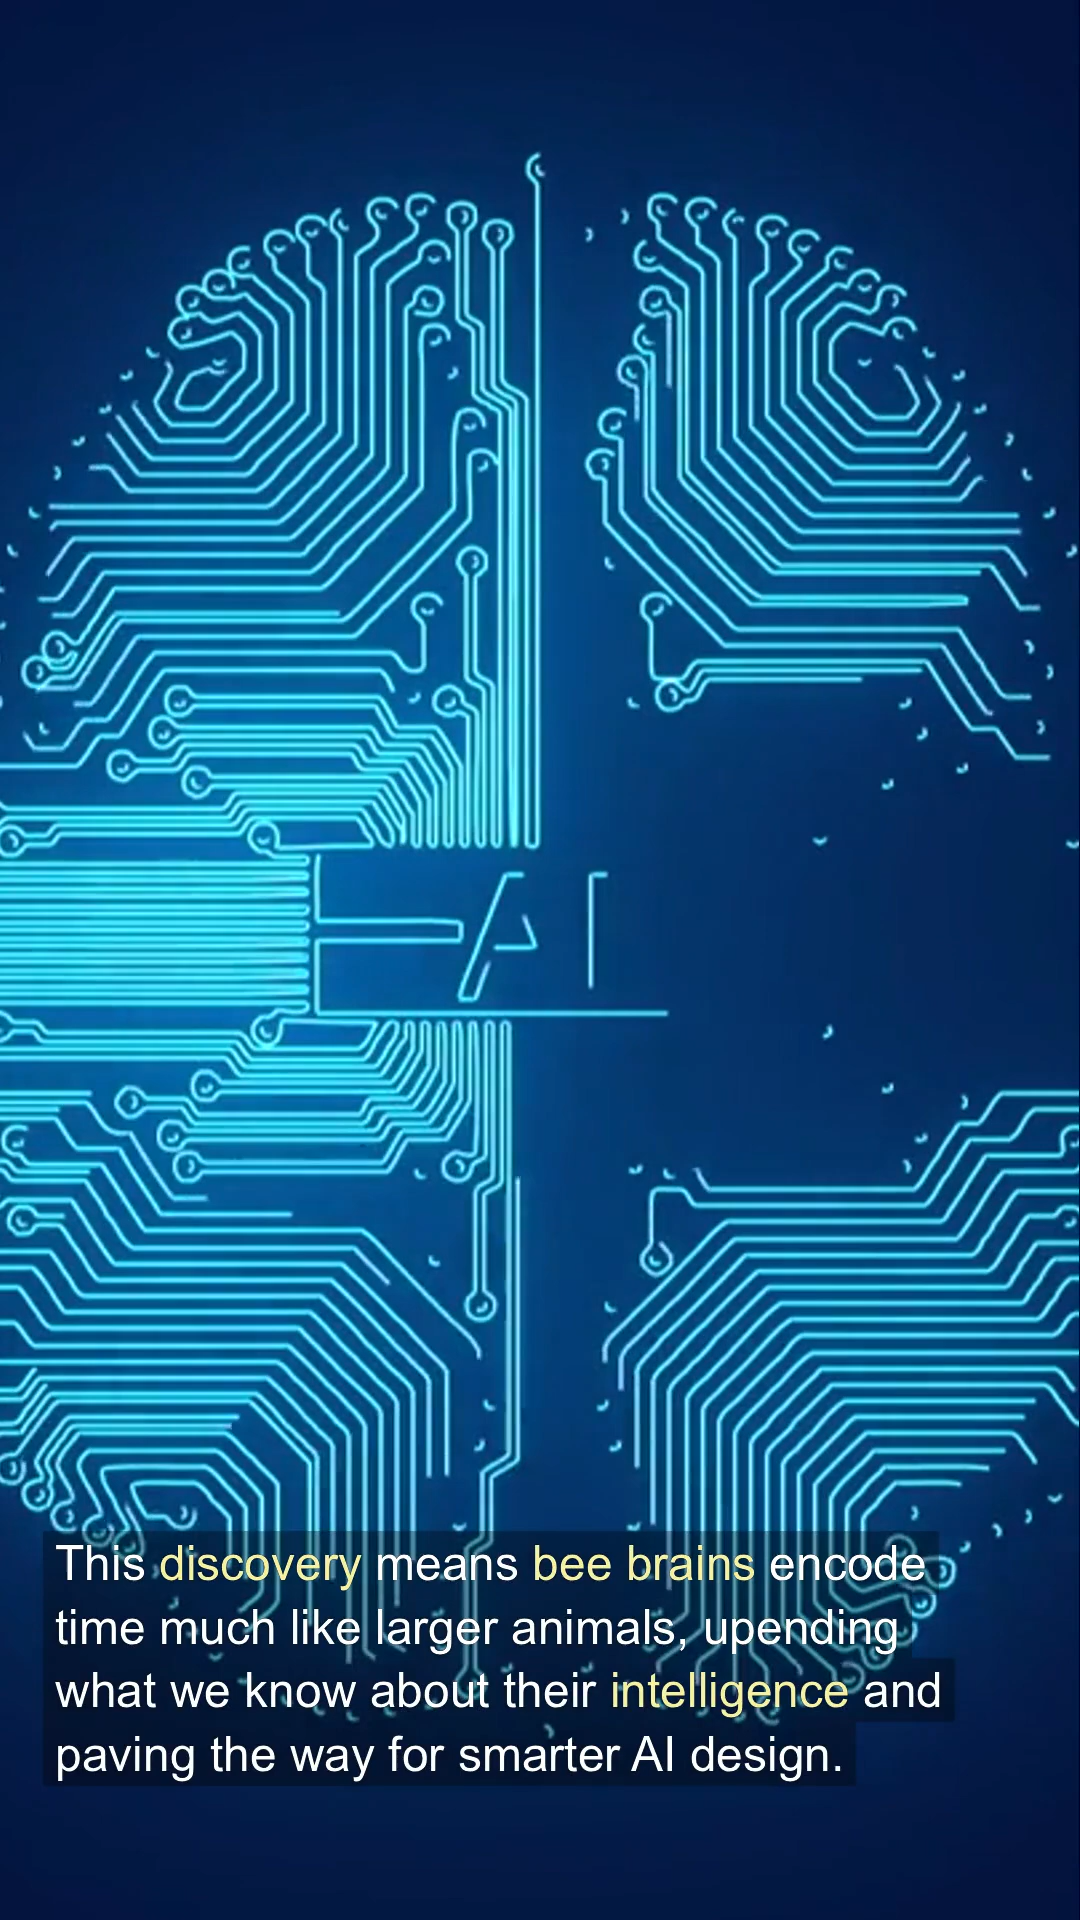 AI
This discovery means bee brains encode
time much like larger animals, upending
what we know about their intelligence and
paving the way for smarter AI design.